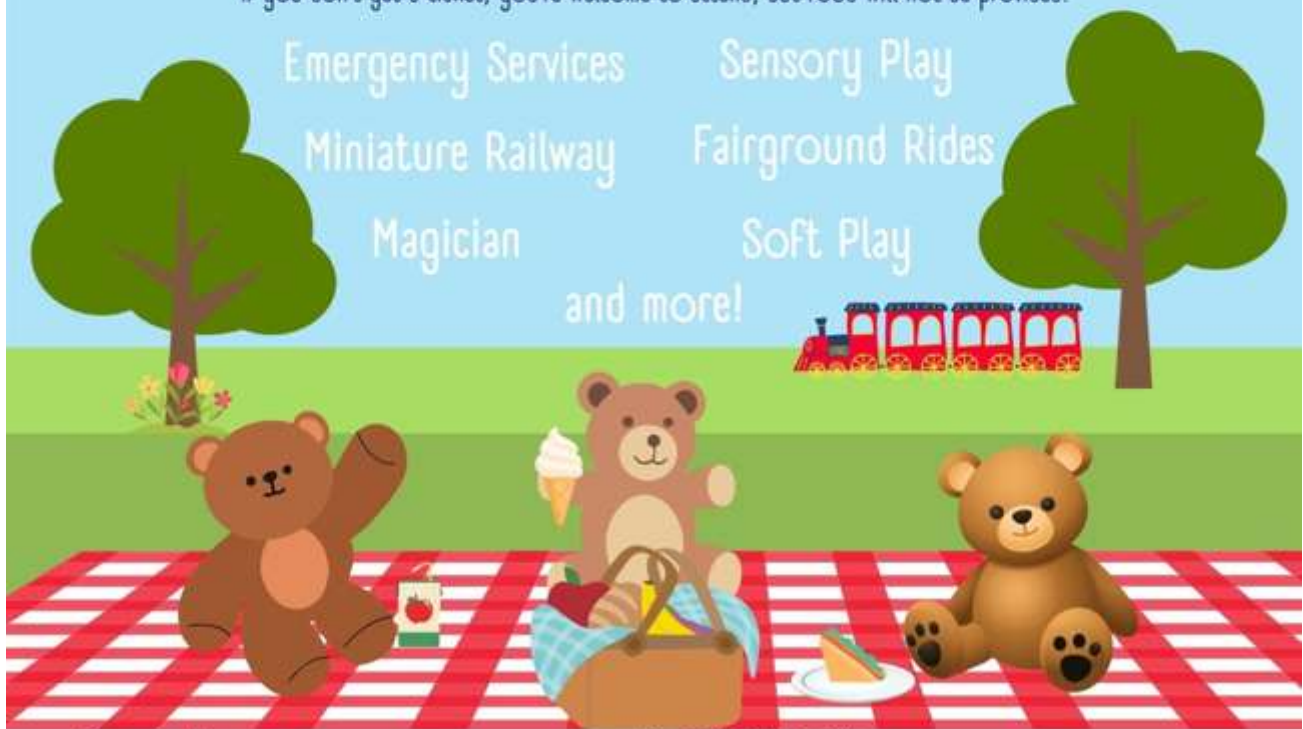 Emergency Services
Sensory Play
Miniature Railway
Fairground Rides
Magician
Soft Play
and more!